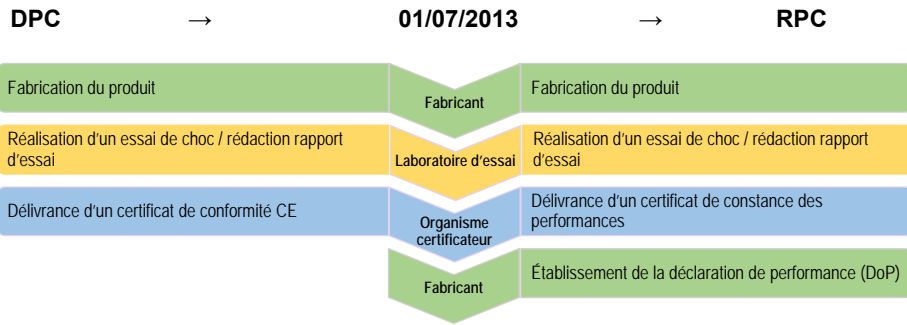 DPC → 01/07/2013 → RPC
Fabrication du produit
Fabricant
Fabrication du produit
Réalisation d'un essai de choc / rédaction rapport
d'essai
Laboratoire d'essai
Réalisation d'un essai de choc / rédaction rapport
d'essai
Délivrance d'un certificat de conformité CE
Organisme
certificateur
Délivrance d'un certificat de constance des
performances
Fabricant
Établissement de la déclaration de performance (DoP)